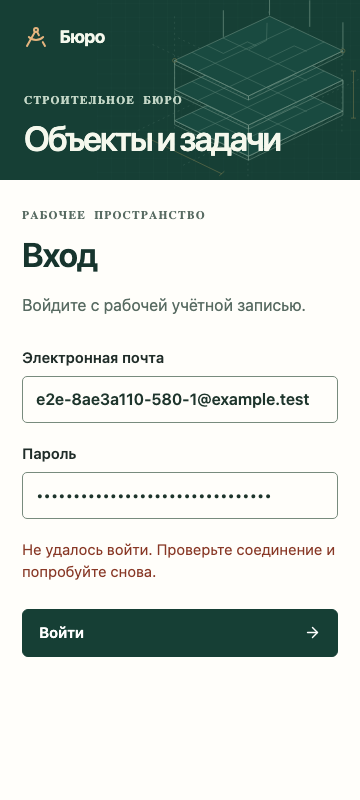 Бюро
СТРОИТЕЛЬНОЕ БЮРО
Объекты и задачи
РАБОЧЕЕ ПРОСТРАНСТВО
Вход
Войдите с рабочей учётной записью.
Электронная почта
e2e-8ae3a110-580-1@example.test
Пароль
Не удалось войти. Проверьте соединение и
попробуйте снова.
Войти